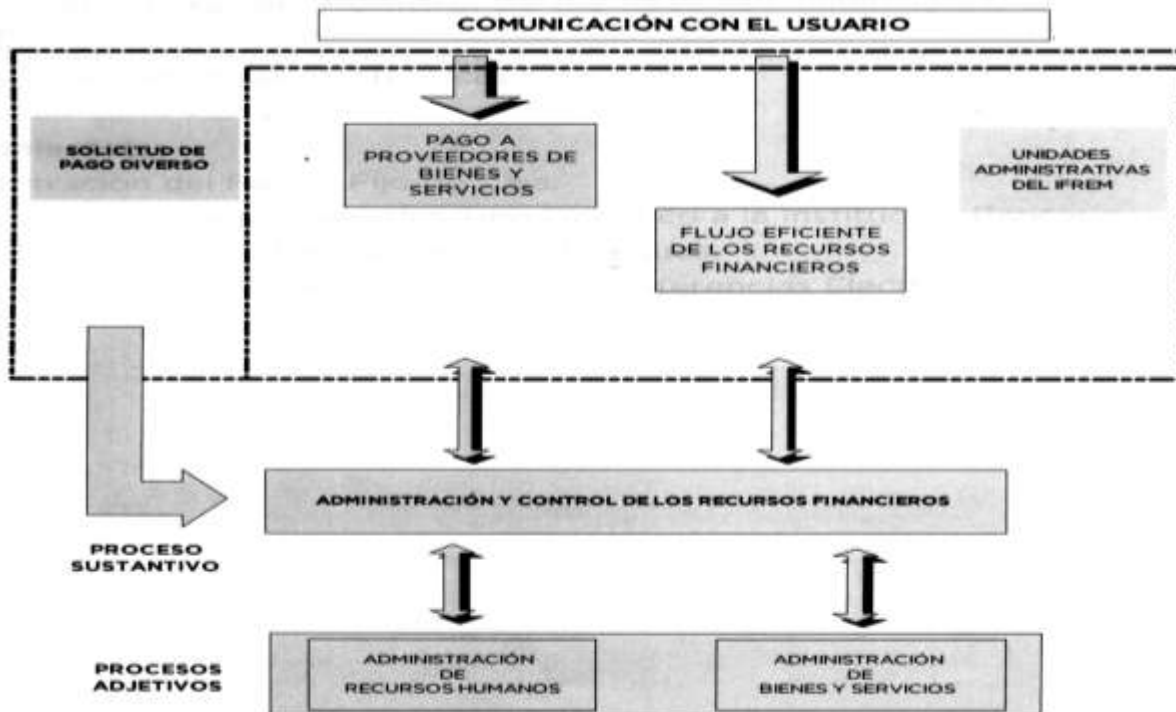 COMUNICACIÓN CON EL USUARIO
SOLICITUD DE
PAGO DIVERSO
PAGO A
PROVEEDORES DE
BIENES Y
SERVICIOS
UNIDADES
ADMINISTRATIVAS
DEL IFREM
FLUJO EFICIENTE
DE LOS RECURSOS
FINANCIEROS
ADMINISTRACIÓN Y CONTROL DE LOS RECURSOS FINANCIEROS
PROCESO
SUSTANTIVO
PROCESOS
ADJETIVOS
ADMINISTRACIÓN
DE
RECURSOS HUMANOS
ADMINISTRACIÓN
DE
BIENES Y SERVICIOS